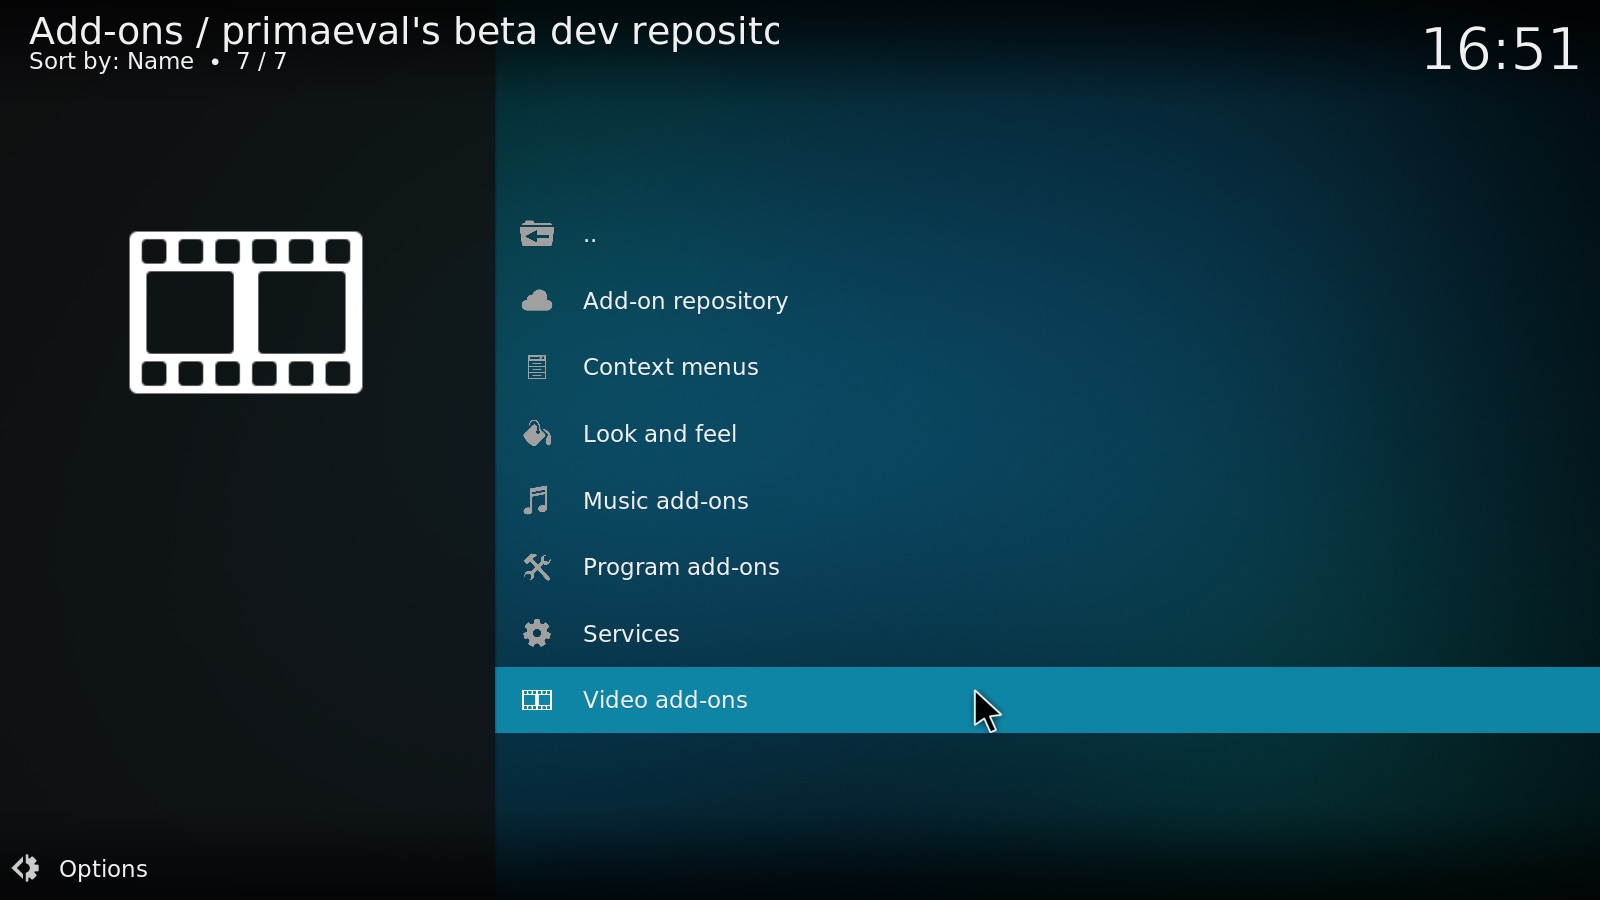 Add-ons / primaeval's beta dev repositc
Sort by: Name • 7 / 7
16:51
..
Add-on repository
Context menus
Look and feel
Music add-ons
Program add-ons
Services
Video add-ons
Options